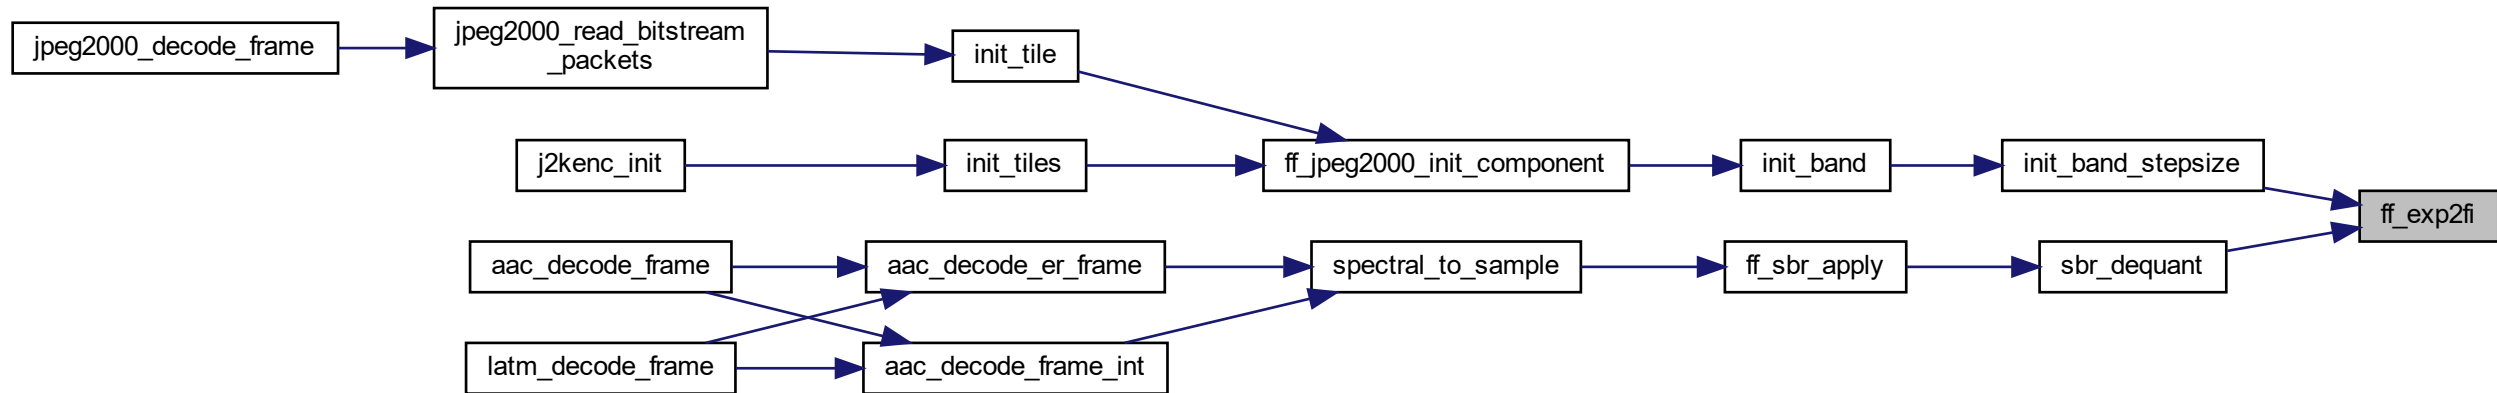 jpeg2000_decode_frame
jpeg2000_read_bitstream
_packets
init_tile
j2kenc_init
init_tiles
ff_jpeg2000_init_component
init_band
init_band_stepsize
ff_exp2fi
aac_decode_frame
aac_decode_er_frame
spectral_to_sample
ff_sbr_apply
sbr_dequant
latm_decode_frame
aac_decode_frame_int